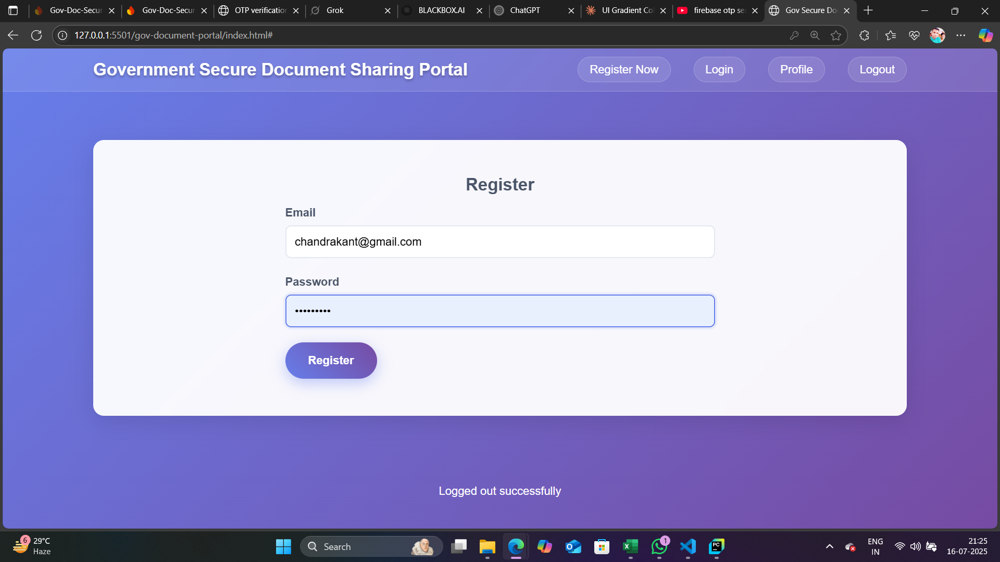 Gov-Doc-Secur
Gov-Doc-Secur
OTP verification
Grok
BLACKBOX.AI
ChatGPT
UI Gradient Co
firebase otp se
Gov Secure Do
127.0.0.1:5501/gov-document-portal/index.html#
Government Secure Document Sharing Portal
Register Now
Login
Profile
Logout
Register
Email
chandrakant@gmail.com
Password
•••••••••
Register
Logged out successfully
6
29°C
Haze
Search
1
ENG
IN
21:25
16-07-2025